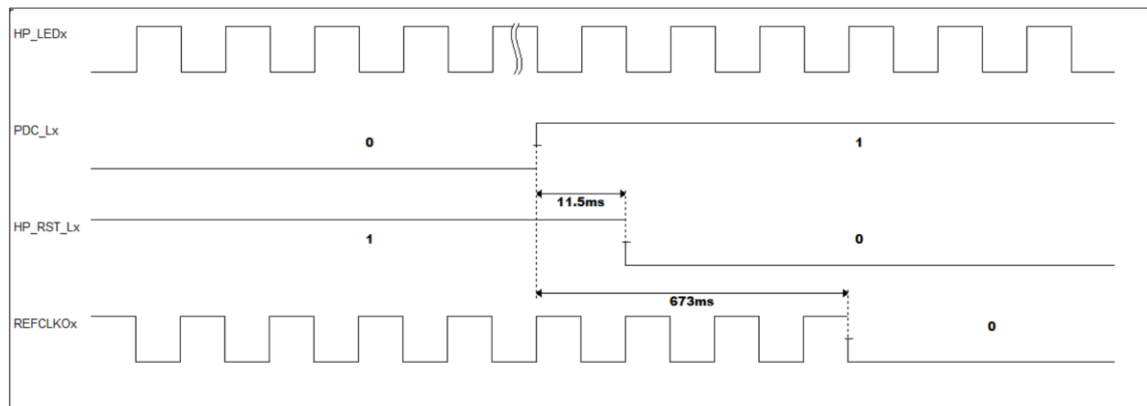 HP_LEDx
PDC_Lx
0
1
11.5ms
HP_RST_Lx
1
0
673ms
REFCLKOx
0